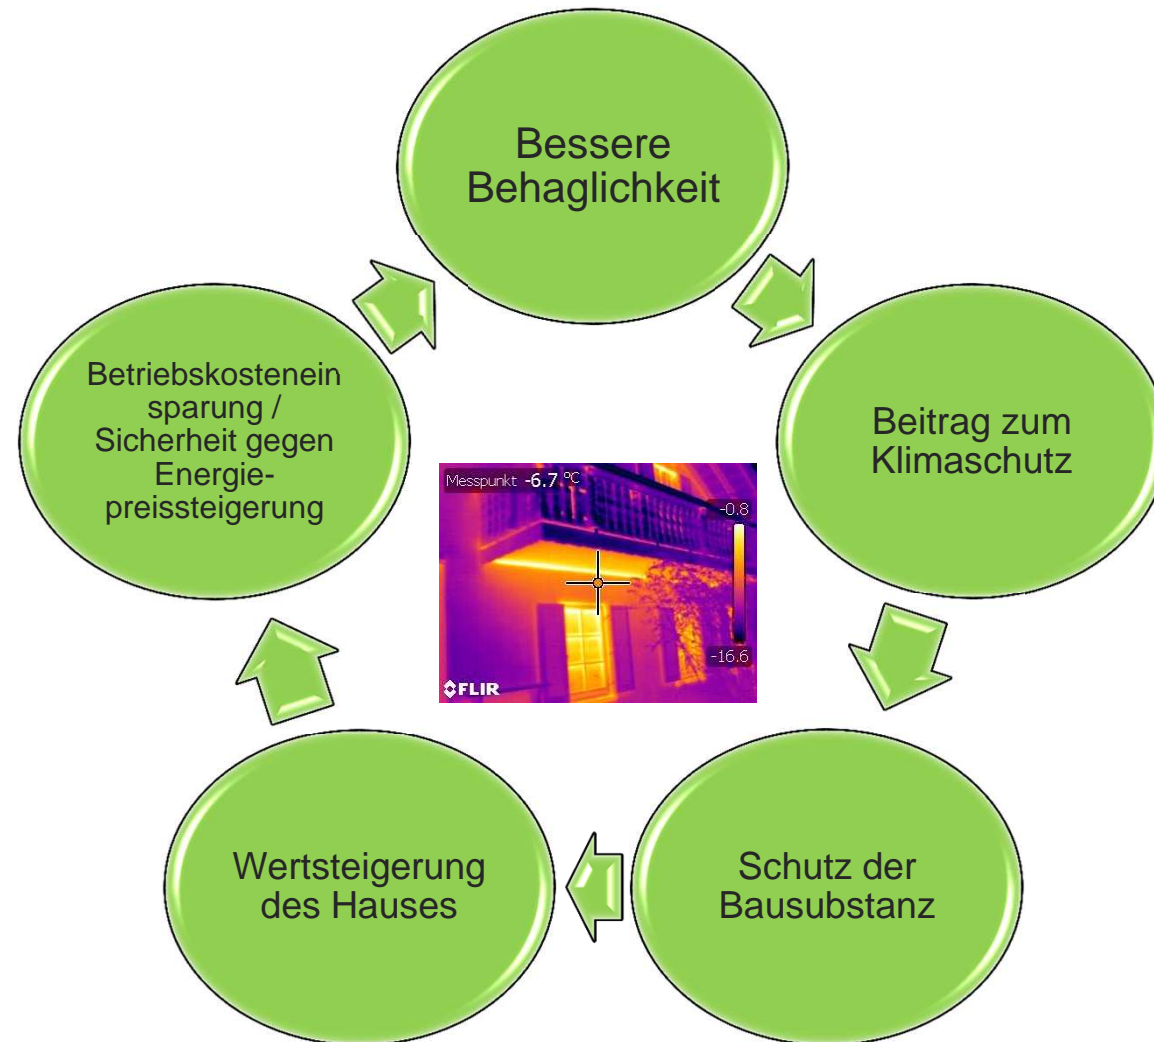 Bessere
Behaglichkeit
Betriebskostenein
sparung /
Sicherheit gegen
Energie-
preissteigerung
Beitrag zum
Klimaschutz
Messpunkt -6.7 °C
-0.8
-16.6
FLIR
Wertsteigerung
des Hauses
Schutz der
Bausubstanz